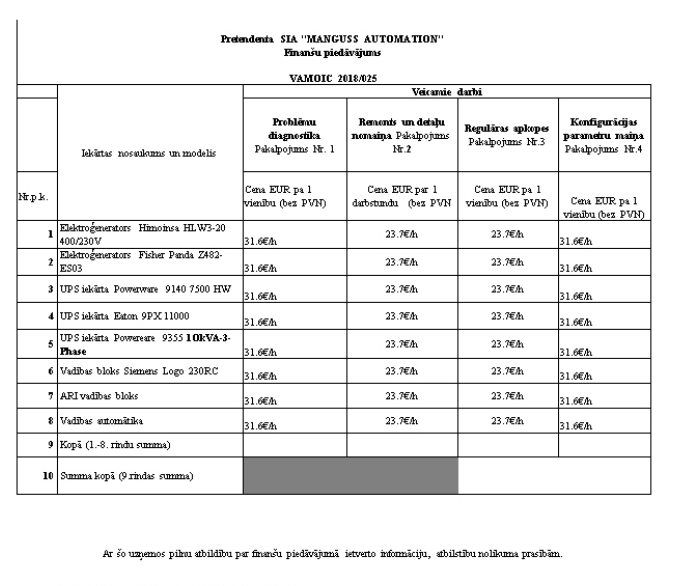 Pretendenta SIA "MANGUSS AUTOMATION"
Finanšu piedāvājums
VAMOIC 2018/025
Veicamie darbi
Nr.p.k.
Iekārtas nosaukums un modelis
Problēmu
diagnostika
Pakalpojums Nr. 1
Remonts un detaļu
nomaiņa Pakalpojums
Nr.2
Regulāras apkopes
Pakalpojums Nr.3
Konfigurācijas
parametru maiņa
Pakalpojums Nr.4
Cena EUR pa 1
vienību (bez PVN)
Cena EUR par 1
darbstundu (bez PVN
Cena EUR pa 1
vienību (bez PVN)
Cena EUR pa 1
vienību (bez PVN)
1 Elektroģenerators Himoinsa HLW3-20
400/230V 31.6€/h 23.7€/h 23.7€/h 31.6€/h
2 Elektroģenerators Fisher Panda Z482-
ES03 31.6€/h 23.7€/h 23.7€/h 31.6€/h
3 UPS iekārta Powerware 9140 7500 HW 31.6€/h 23.7€/h 23.7€/h 31.6€/h
4 UPS iekārta Eaton 9PX 11000 31.6€/h 23.7€/h 23.7€/h 31.6€/h
5 UPS iekārta Powereare 9355 10kVA-3-
Phase 31.6€/h 23.7€/h 23.7€/h 31.6€/h
6 Vadības bloks Siemens Logo 230RC 31.6€/h 23.7€/h 23.7€/h 31.6€/h
7 ARI vadības bloks 31.6€/h 23.7€/h 23.7€/h 31.6€/h
8 Vadības automātika 31.6€/h 23.7€/h 23.7€/h 31.6€/h
9 Kopā (1.-8. rindu summa)
10 Summa kopā (9.rindas summa)
Ar šo uzņemos pilnu atbildību par finanšu piedāvājumā ietverto informāciju, atbilstību nolikuma prasībām.